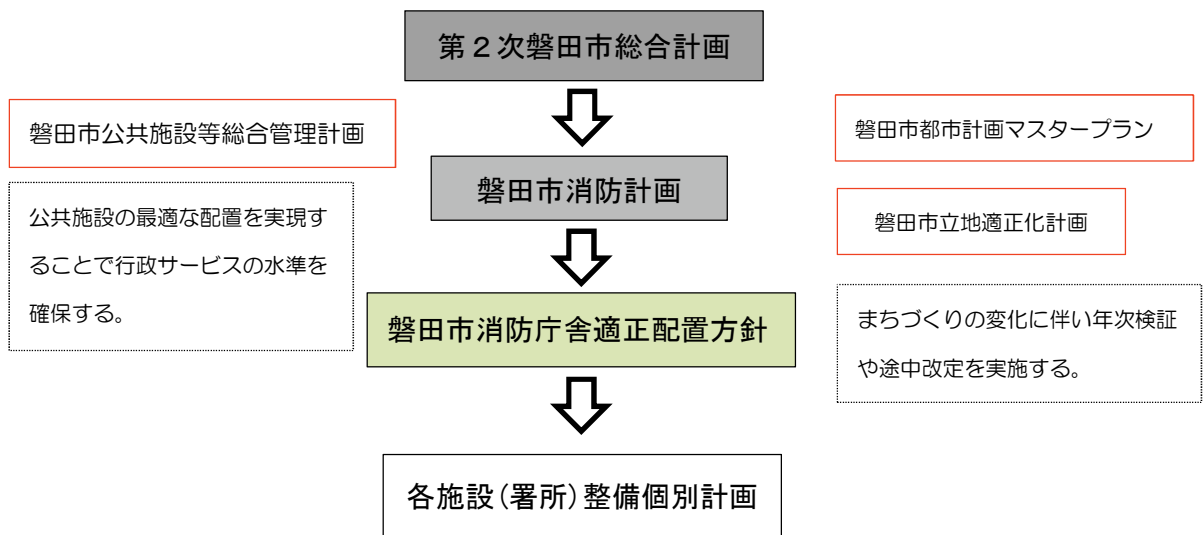 第２次磐田市総合計画
磐田市公共施設等総合管理計画
磐田市都市計画マスタープラン
磐田市消防計画
公共施設の最適な配置を実現す
ることで行政サービスの水準を
確保する。
磐田市立地適正化計画
磐田市消防庁舎適正配置方針
まちづくりの変化に伴い年次検証
や途中改定を実施する。
各施設（署所）整備個別計画